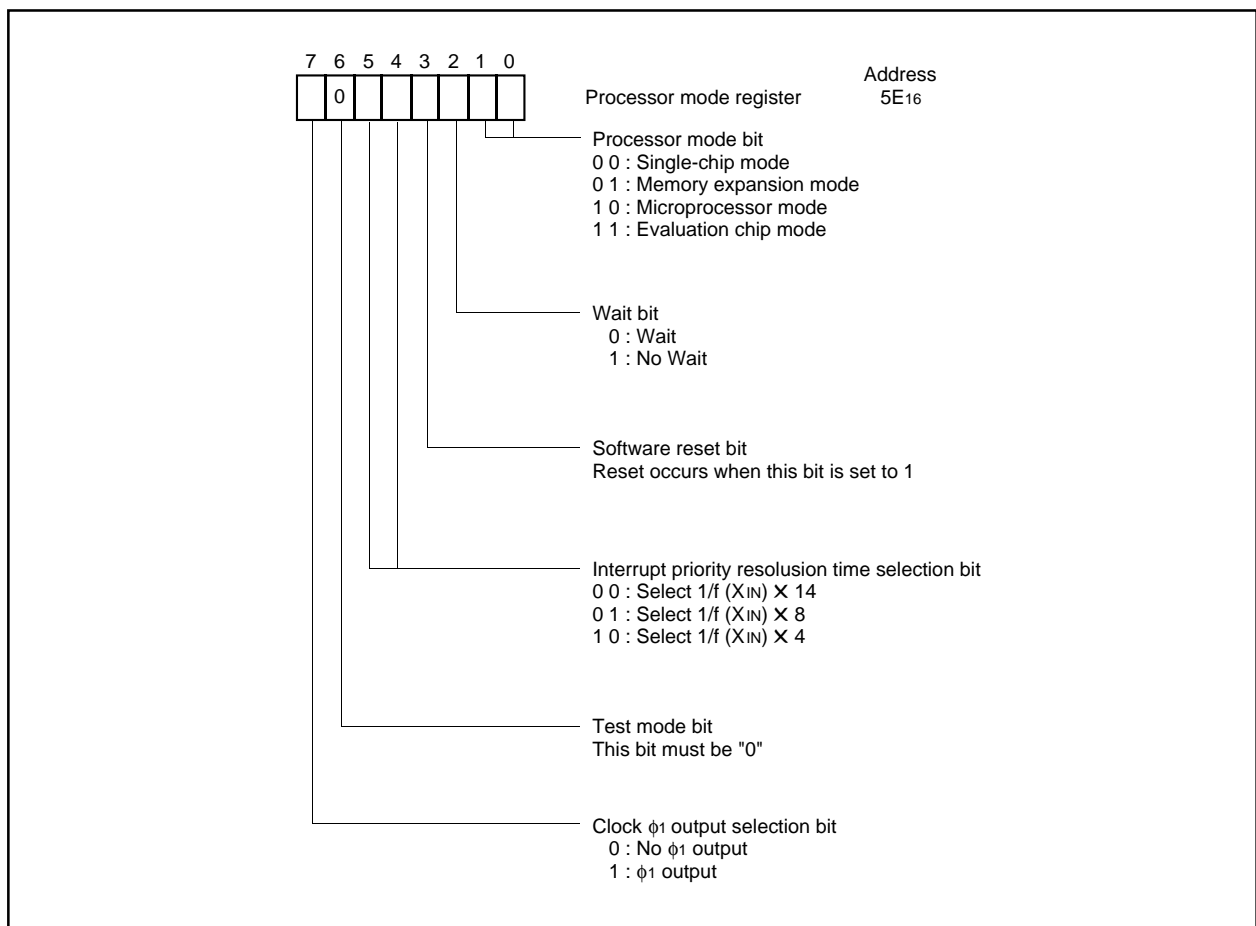 7 6 5 4 3 2 1 0
Address
0
Processor mode register
5E16
Processor mode bit
0 0 : Single-chip mode
0 1 : Memory expansion mode
1 0 : Microprocessor mode
1 1 : Evaluation chip mode
Wait bit
0 : Wait
1 : No Wait
Software reset bit
Reset occurs when this bit is set to 1
Interrupt priority resolusion time selection bit
0 0 : Select 1/f (XIN) ✕ 14
0 1 : Select 1/f (XIN) ✕ 8
1 0 : Select 1/f (XIN) ✕ 4
Test mode bit
This bit must be "0"
Clock ϕ1 output selection bit
0 : No ϕ1 output
1 : ϕ1 output